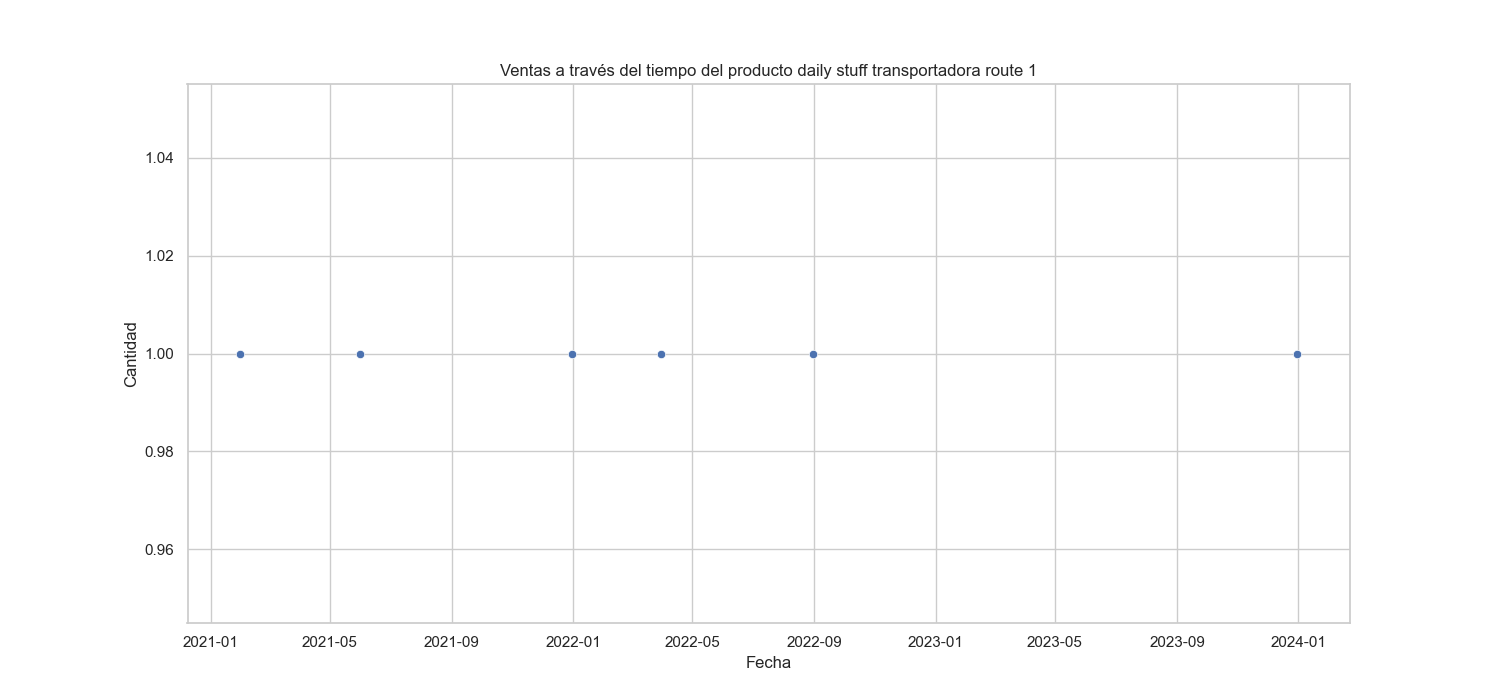 Ventas a través del tiempo del producto daily stuff transportadora route 1
1.04
1.02
1.00
0.98
0.96
Cantidad
2021-01 2021-05 2021-09 2022-01 2022-05 2022-09 2023-01 2023-05 2023-09 2024-01
Fecha